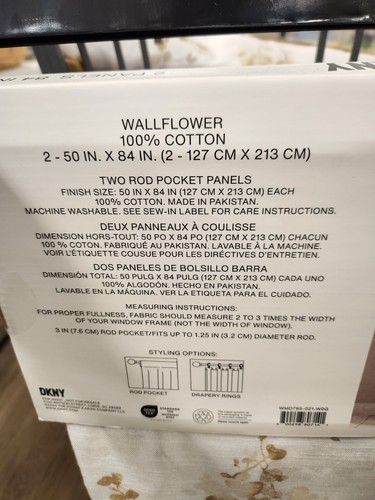 WALLFLOWER
100% COTTON
2 - 50 IN. X 84 IN. (2 - 127 CM X 213 CM)
TWO ROD POCKET PANELS
FINISH SIZE: 50 IN X 84 IN (127 CM X 213 CM) EACH
100% COTTON. MADE IN PAKISTAN.
MACHINE WASHABLE. SEE SEW-IN LABEL FOR CARE INSTRUCTIONS.
DEUX PANNEAUX À COULISSE
DIMENSION HORS-TOUT: 50 PO X 84 PO (127 CM X 213 CM) CHACUN
100 % COTON. FABRIQUÉ AU PAKISTAN. LAVABLE À LA MACHINE.
VOIR L'ÉTIQUETTE COUSUE POUR LES DIRECTIVES D'ENTRETIEN.
DOS PANELES DE BOLSILLO BARRA
DIMENSIÓN TOTAL: 50 PULG X 84 PULG (127 CM X 213 CM) CADA UNO
100% ALGODÓN. HECHO EN PAKISTAN.
LAVABLE EN LA MÁQUINA. VER LA ETIQUETA PARA EL CUIDADO.
MEASURING INSTRUCTIONS:
FOR PROPER FULLNESS, FABRIC SHOULD MEASURE 2 TO 3 TIMES THE WIDTH
OF YOUR WINDOW FRAME (NOT THE WIDTH OF WINDOW).
3 IN (7.6 CM) ROD POCKET/FITS UP TO 1.25 IN (3.2 CM) DIAMETER ROD.
STYLING OPTIONS:
ROD POCKET
DRAPERY RINGS
DKNY